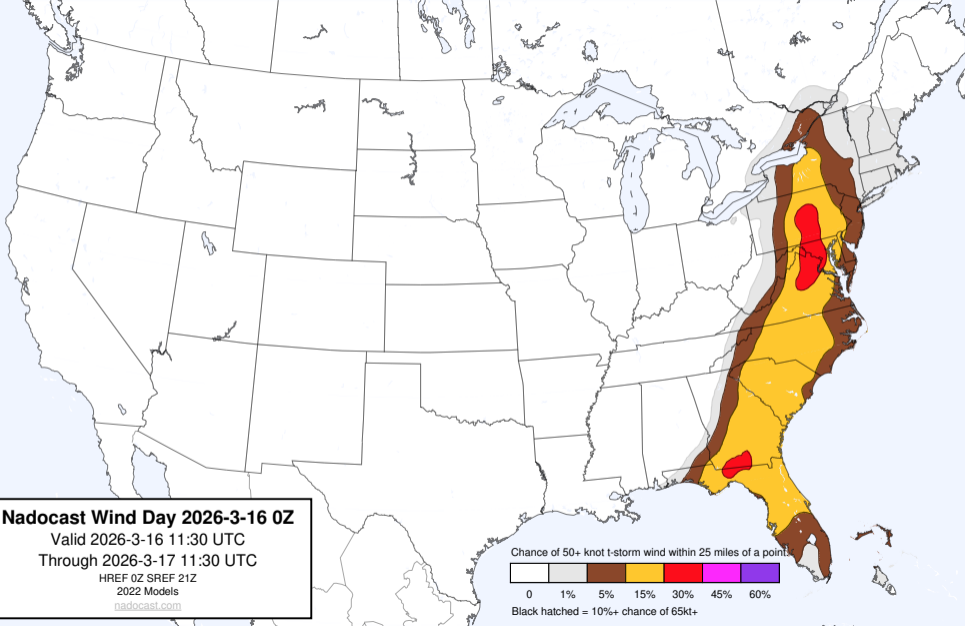 Nadocast Wind Day 2026-3-16 0Z
Valid 2026-3-16 11:30 UTC
Through 2026-3-17 11:30 UTC
HREF 0Z SREF 21Z
2022 Models
nadocast.com
Chance of 50+ knot t-storm wind within 25 miles of a point.
0 1% 5% 15% 30% 45% 60%
Black hatched = 10%+ chance of 65kt+